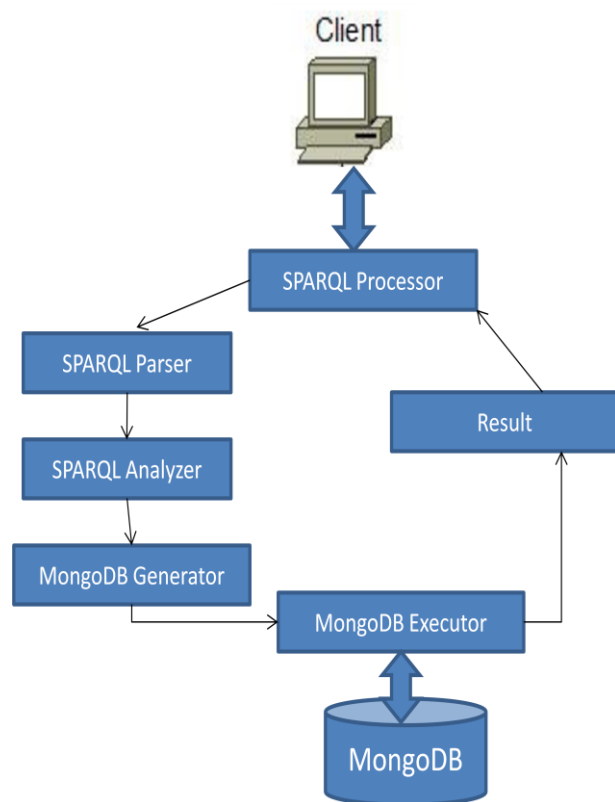 Client
SPARQL Processor
SPARQL Parser
Result
SPARQL Analyzer
MongoDB Generator
MongoDB Executor
MongoDB